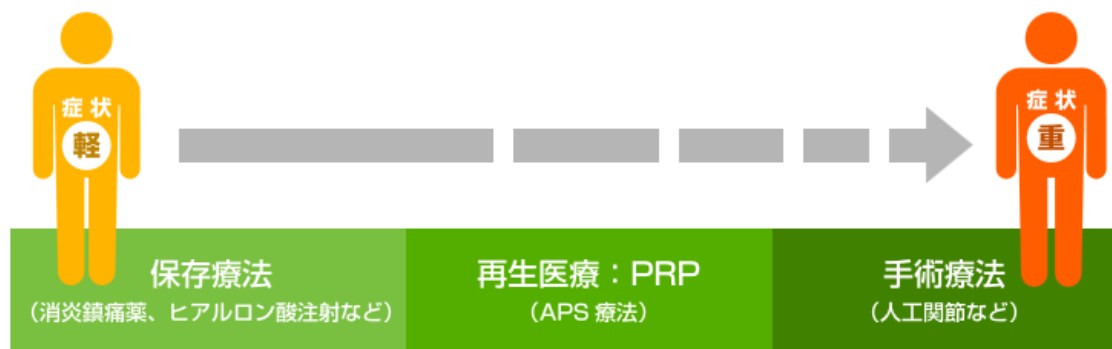 症状
軽
症状
重
保存療法
（消炎鎮痛薬、ヒアルロン酸注射など）
再生医療：PRP
（APS 療法）
手術療法
（人工関節など）